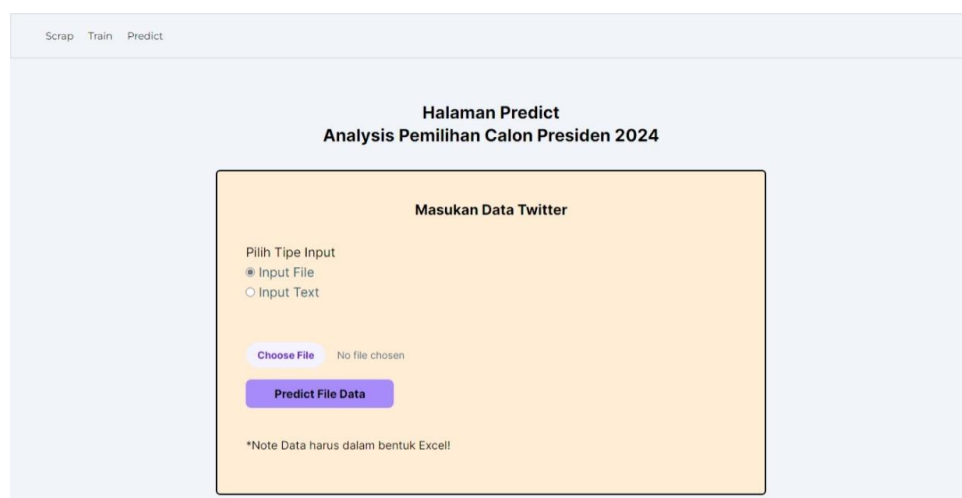 Scrap Train Predict
Halaman Predict
Analysis Pemilihan Calon Presiden 2024
Masukan Data Twitter
Pilih Tipe Input
Input File
Input Text
Choose File No file chosen
Predict File Data
*Note Data harus dalam bentuk Excel!